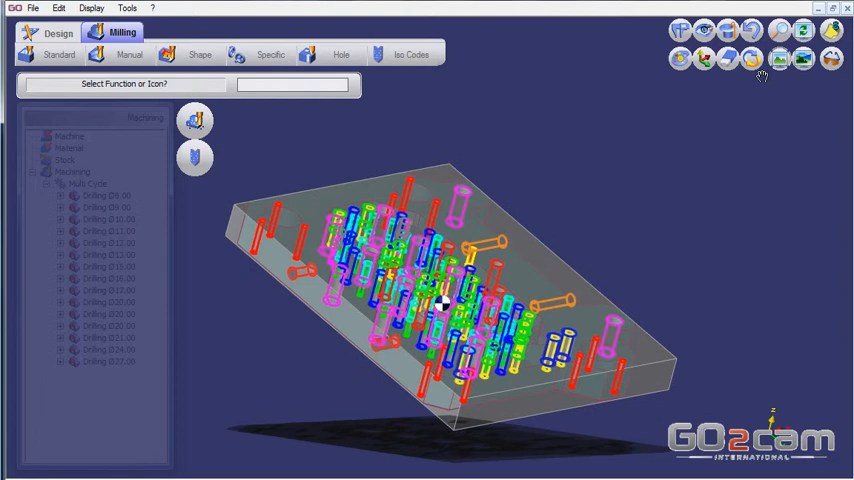 GO File Edit Display Tools ?
Design Milling
Standard Manual Shape Specific Hole Iso Codes
Select Function or Icon?
Machining
Machine
Material
Stock
Machining
Multi Cycle
Drilling Ø8.00
Drilling Ø9.00
Drilling Ø10.00
Drilling Ø11.00
Drilling Ø12.00
Drilling Ø13.00
Drilling Ø15.00
Drilling Ø16.00
Drilling Ø17.00
Drilling Ø20.00
Drilling Ø20.00
Drilling Ø20.00
Drilling Ø21.00
Drilling Ø24.00
Drilling Ø27.00
z
GO2cam
INTERNATIONAL